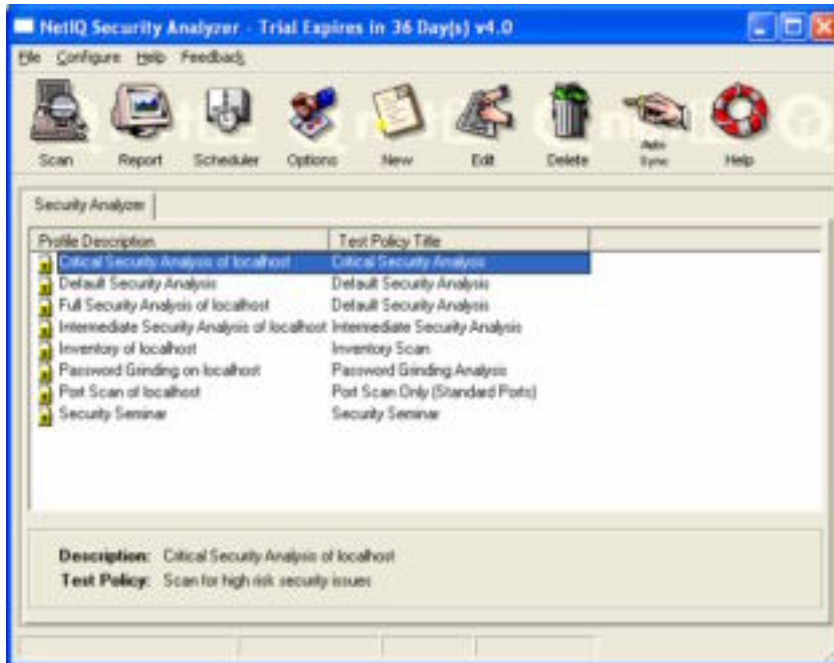 NetIQ Security Analyzer - Trial Expires in 36 Day(s) v4.0
File Configure Help Feedback
Scan Report Scheduler Options New Edit Delete Auto Sync Help
Security Analyzer
Profile Description Test Policy Title
Critical Security Analysis of localhost Critical Security Analysis
Default Security Analysis Default Security Analysis
Full Security Analysis of localhost Default Security Analysis
Intermediate Security Analysis of localhost Intermediate Security Analysis
Inventory of localhost Inventory Scan
Password Grinding on localhost Password Grinding Analysis
Port Scan of localhost Port Scan Only (Standard Ports)
Security Seminar Security Seminar
Description: Critical Security Analysis of localhost
Test Policy: Scan for high risk security issues